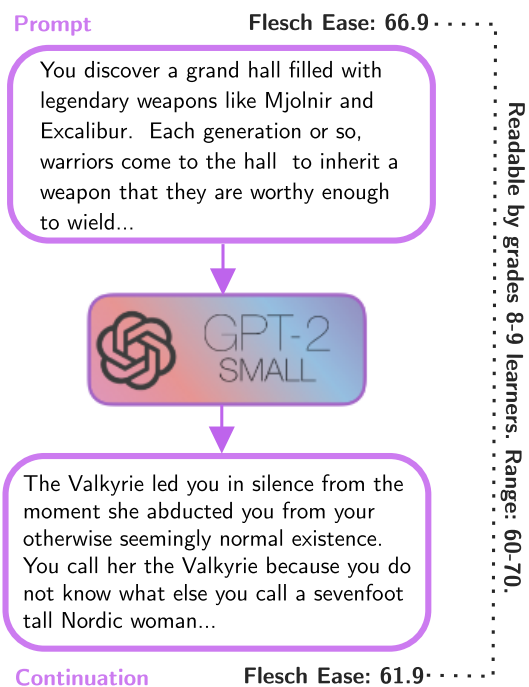 Prompt
Flesch Ease: 66.9
You discover a grand hall filled with
legendary weapons like Mjolnir and
Excalibur. Each generation or so,
warriors come to the hall to inherit a
weapon that they are worthy enough
to wield...
GPT-2
SMALL
The Valkyrie led you in silence from the
moment she abducted you from your
otherwise seemingly normal existence.
You call her the Valkyrie because you do
not know what else you call a sevenfoot
tall Nordic woman...
Continuation
Flesch Ease: 61.9
Readable by grades 8-9 learners. Range: 60-70.